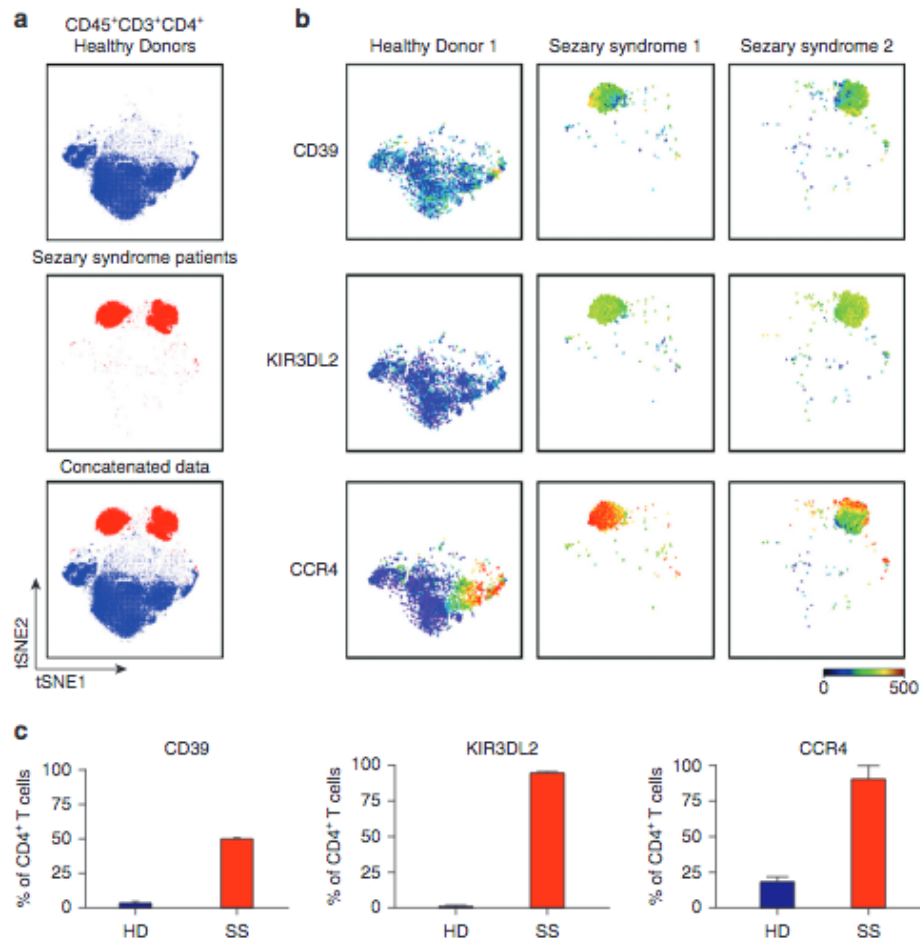 a
CD45⁺CD3⁺CD4⁺
Healthy Donors
Sezary syndrome patients
Concatenated data
tSNE2
tSNE1
b
Healthy Donor 1 Sezary syndrome 1 Sezary syndrome 2
CD39
KIR3DL2
CCR4
0 500
c
CD39
% of CD4⁺ T cells
100
75
50
25
0
HD SS
KIR3DL2
% of CD4⁺ T cells
100
75
50
25
0
HD SS
CCR4
% of CD4⁺ T cells
100
75
50
25
0
HD SS